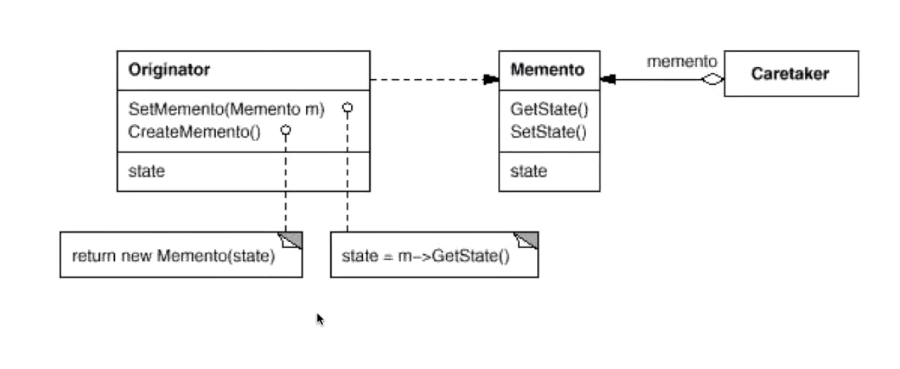 Originator
SetMemento(Memento m)
CreateMemento()
state
Memento
GetState()
SetState()
state
memento
Caretaker
return new Memento(state)
state = m->GetState()